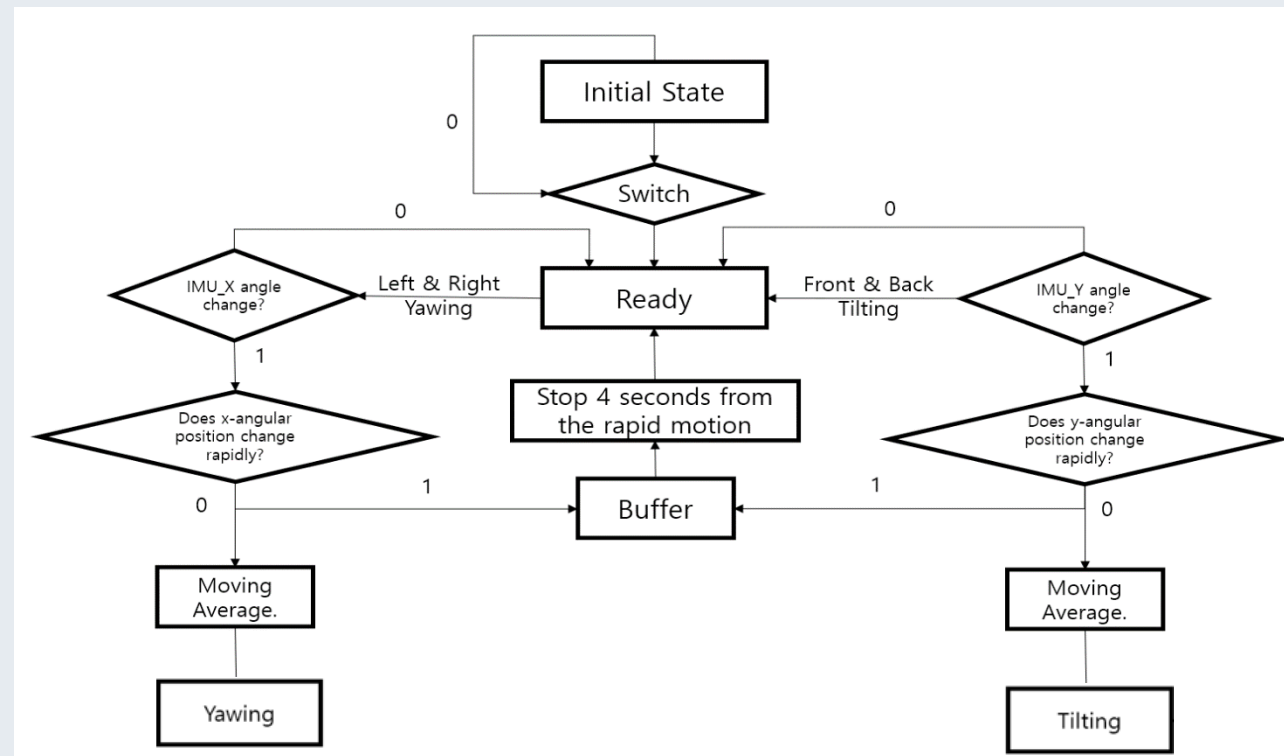 Initial State
0
Switch
0
0
IMU_X angle
change?
Left & Right
Yawing
Ready
Front & Back
Tilting
IMU_Y angle
change?
1
1
Does x-angular
position change
rapidly?
Stop 4 seconds from
the rapid motion
Does y-angular
position change
rapidly?
0
1
Buffer
1
0
Moving
Average.
Moving
Average.
Yawing
Tilting